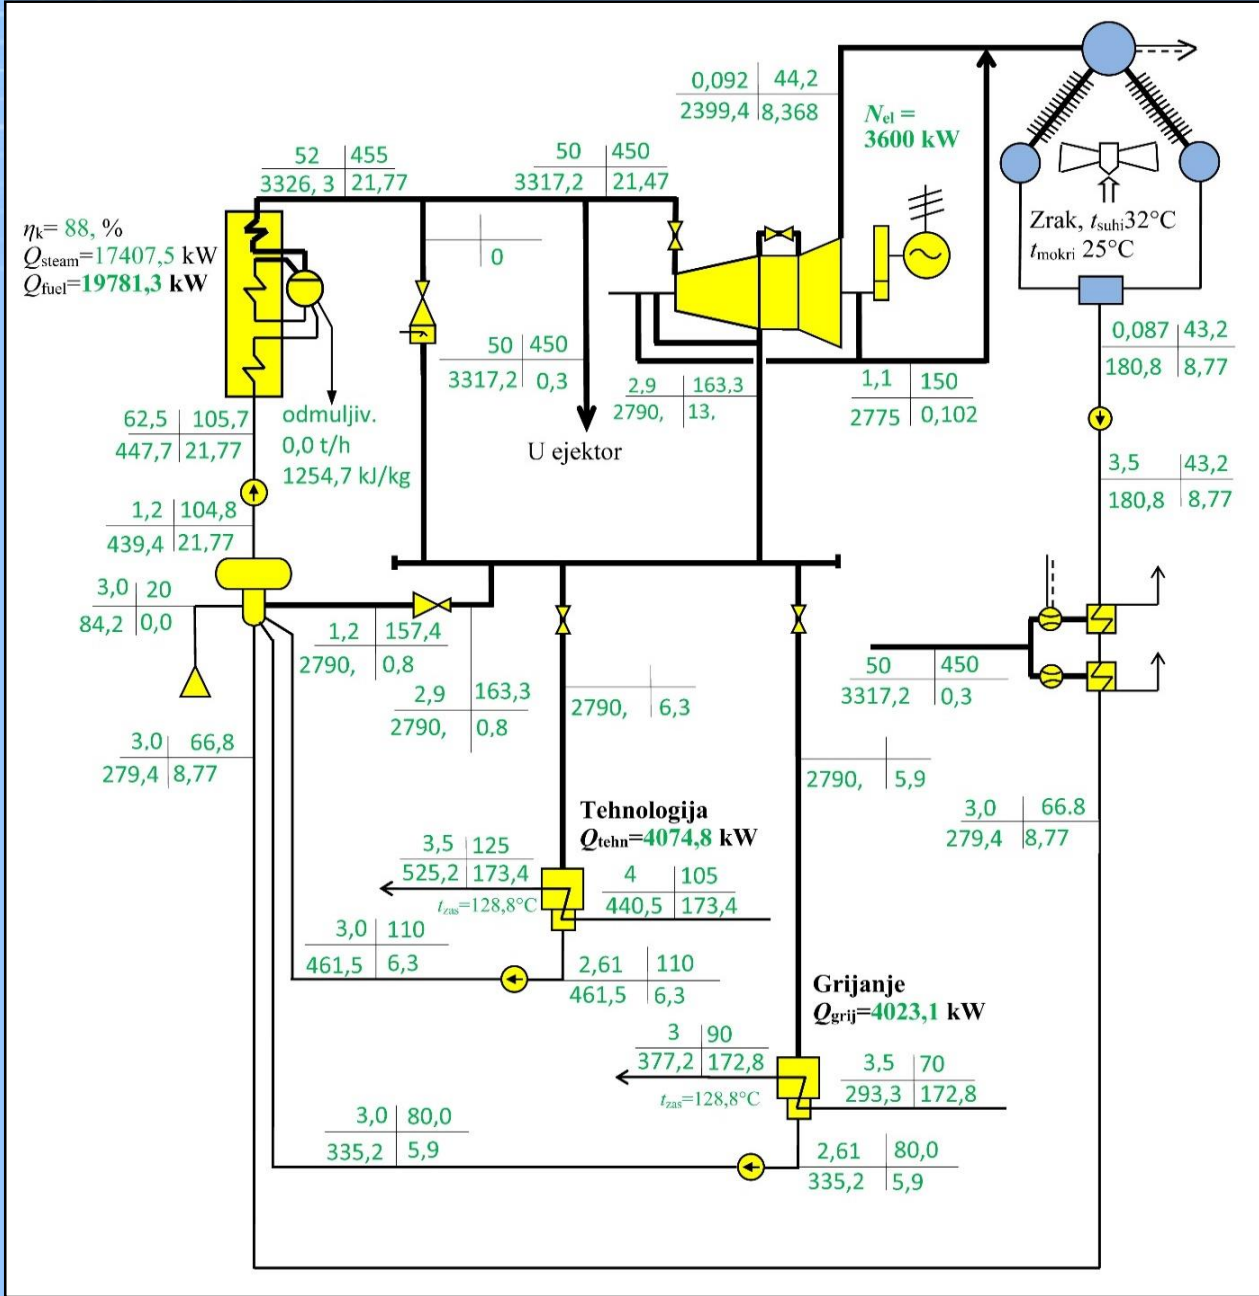 0,092 44,2
2399,4 8,368
N_el =
3600 kW
52 455
3326, 3 21,77
50 450
3317,2 21,47
η_k= 88, %
Q_steam=17407,5 kW
Q_fuel=19781,3 kW
0
Zrak, t_suhi32°C
t_mokri 25°C
50 450
3317,2 0,3
2,9 163,3
2790, 13,
1,1 150
2775 0,102
0,087 43,2
180,8 8,77
62,5 105,7
447,7 21,77
odmuljiv.
0,0 t/h
1254,7 kJ/kg
U ejektor
3,5 43,2
180,8 8,77
1,2 104,8
439,4 21,77
3,0 20
84,2 0,0
1,2 157,4
2790, 0,8
2,9 163,3
2790, 0,8
2790, 6,3
50 450
3317,2 0,3
3,0 66,8
279,4 8,77
2790, 5,9
3,0 66.8
279,4 8,77
Tehnologija
Q_tehn=4074,8 kW
3,5 125
525,2 173,4
t_zas=128,8°C
4 105
440,5 173,4
3,0 110
461,5 6,3
2,61 110
461,5 6,3
Grijanje
Q_grij=4023,1 kW
3 90
377,2 172,8
t_zas=128,8°C
3,5 70
293,3 172,8
3,0 80,0
335,2 5,9
2,61 80,0
335,2 5,9